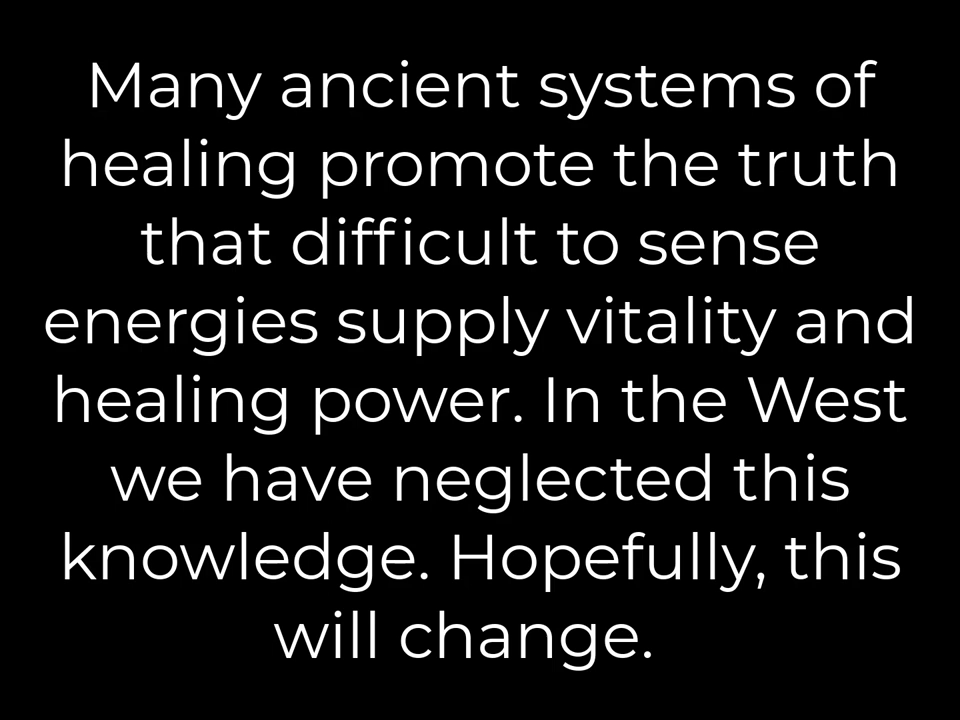 Many ancient systems of
healing promote the truth
that difficult to sense
energies supply vitality and
healing power. In the West
we have neglected this
knowledge. Hopefully, this
will change.